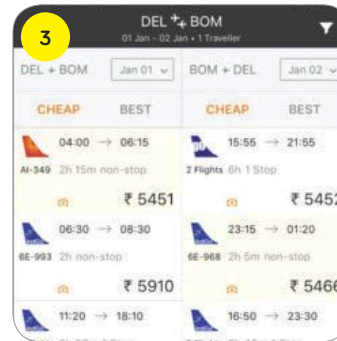 3
DEL ✈ BOM
01 Jan - 02 Jan • 1 Traveller
DEL → BOM
Jan 01
BOM → DEL
Jan 02
CHEAP
BEST
CHEAP
BEST
04:00 → 06:15
AI-349 2h 15m non-stop
₹ 5451
06:30 → 08:30
6E-993 2h non-stop
₹ 5910
11:20 → 18:10
15:55 → 21:55
2 Flights 6h 1 Stop
₹ 5452
23:15 → 01:20
6E-968 2h 5m non-stop
₹ 5466
16:50 → 23:30